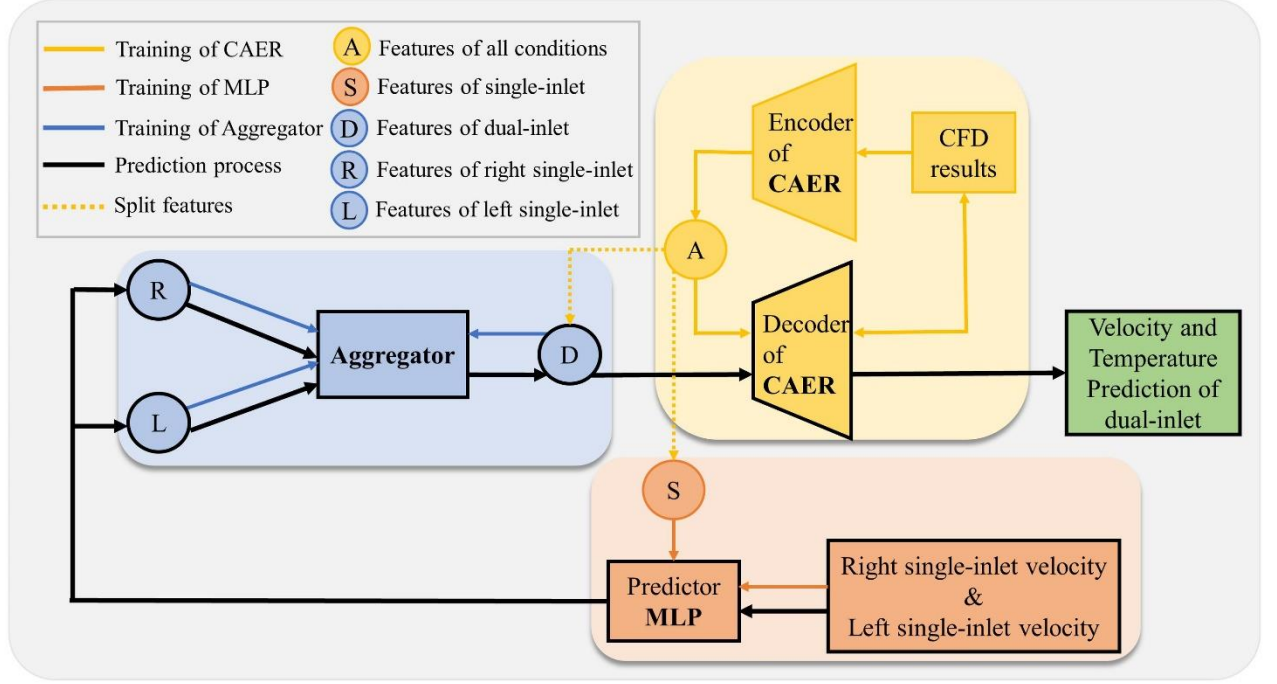 Training of CAER
Training of MLP
Training of Aggregator
Prediction process
Split features
A Features of all conditions
S Features of single-inlet
D Features of dual-inlet
R Features of right single-inlet
L Features of left single-inlet
Encoder
of
CAER
CFD
results
A
R
L
Aggregator
D
Decoder
of
CAER
Velocity and
Temperature
Prediction of
dual-inlet
S
Predictor
MLP
Right single-inlet velocity
&
Left single-inlet velocity